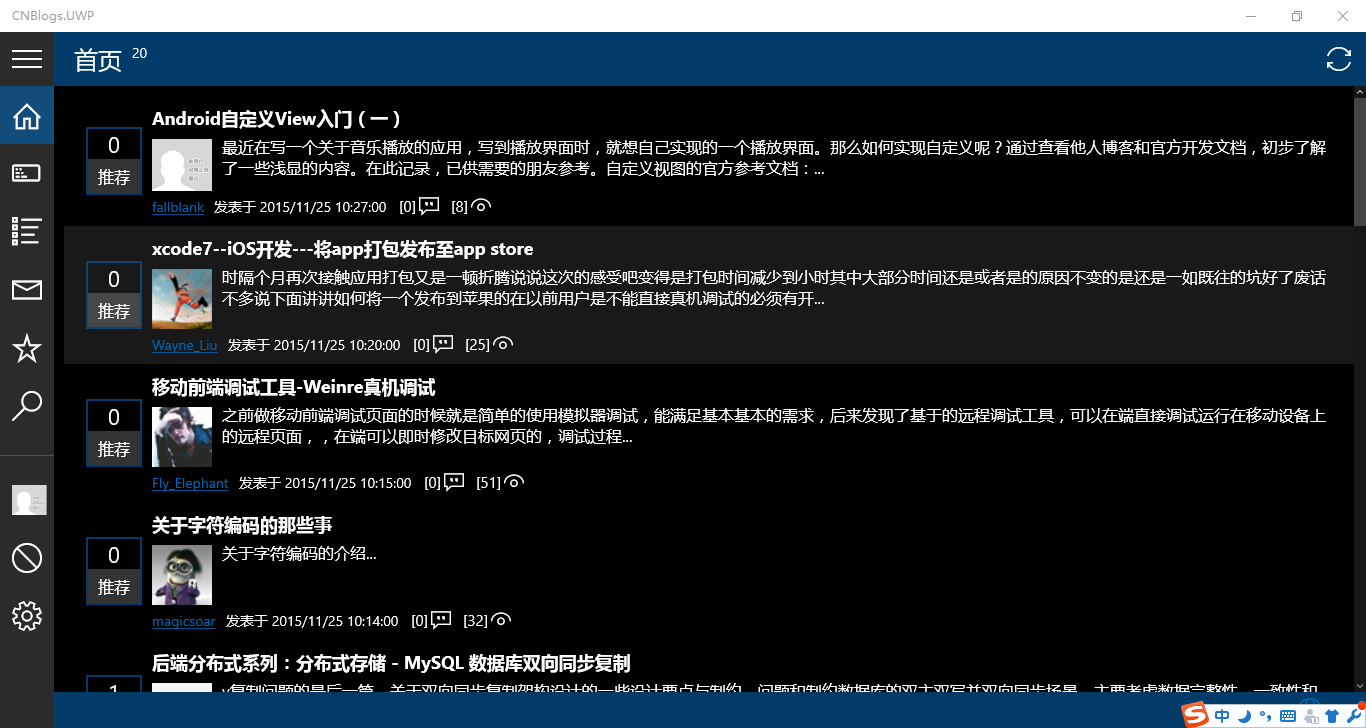 CNBlogs.UWP
首页 20
Android自定义View入门（一）
0
推荐
最近在写一个关于音乐播放的应用，写到播放界面时，就想自己实现的一个播放界面。那么如何实现自定义呢？通过查看他人博客和官方开发文档，初步了解
了一些浅显的内容。在此记录，已供需要的朋友参考。自定义视图的官方参考文档：...
fallblank 发表于 2015/11/25 10:27:00 [0] [8]
xcode7--iOS开发---将app打包发布至app store
0
推荐
时隔个月再次接触应用打包又是一顿折腾说说这次的感受吧变得是打包时间减少到小时其中大部分时间还是或者是的原因不变的是还是一如既往的坑好了废话
不多说下面讲讲如何将一个发布到苹果的在以前用户是不能直接真机调试的必须有开...
Wayne_Liu 发表于 2015/11/25 10:20:00 [0] [25]
移动前端调试工具-Weinre真机调试
0
推荐
之前做移动前端调试页面的时候就是简单的使用模拟器调试，能满足基本基本的需求，后来发现了基于的远程调试工具，可以在端直接调试运行在移动设备上
的远程页面，，在端可以即时修改目标网页的，调试过程...
Fly_Elephant 发表于 2015/11/25 10:15:00 [0] [51]
关于字符编码的那些事
0
推荐
关于字符编码的介绍...
magicsoar 发表于 2015/11/25 10:14:00 [0] [32]
后端分布式系列：分布式存储－MySQL 数据库双向同步复制
1
中